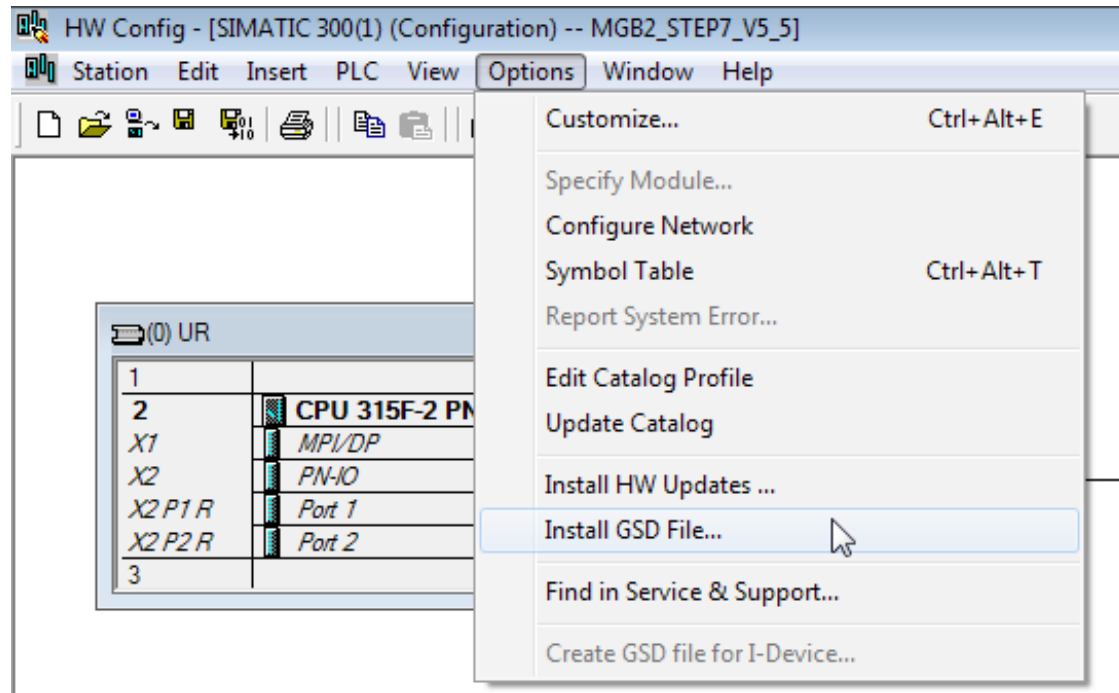 HW Config - [SIMATIC 300(1) (Configuration) -- MGB2_STEP7_V5_5]
Station Edit Insert PLC View Options Window Help
Customize... Ctrl+Alt+E
Specify Module...
Configure Network
Symbol Table Ctrl+Alt+T
Report System Error...
Edit Catalog Profile
Update Catalog
Install HW Updates ...
Install GSD File...
Find in Service & Support...
Create GSD file for I-Device...
(0) UR
1
2 CPU 315F-2 PN
X1 MPI/DP
X2 PN-IO
X2 P1 R Port 1
X2 P2 R Port 2
3